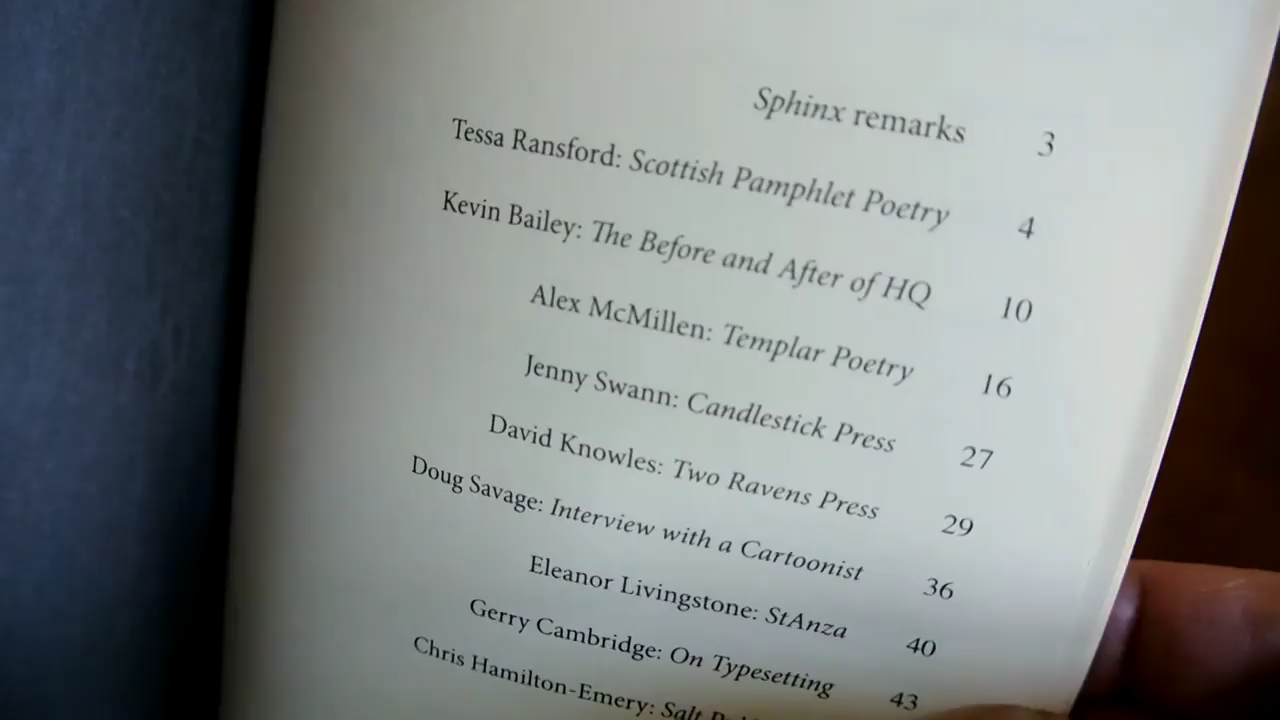 Sphinx remarks 3
Tessa Ransford: Scottish Pamphlet Poetry 4
Kevin Bailey: The Before and After of HQ 10
Alex McMillen: Templar Poetry 16
Jenny Swann: Candlestick Press 27
David Knowles: Two Ravens Press 29
Doug Savage: Interview with a Cartoonist 36
Eleanor Livingstone: StAnza 40
Gerry Cambridge: On Typesetting 43
Chris Hamilton-Emery: Salt